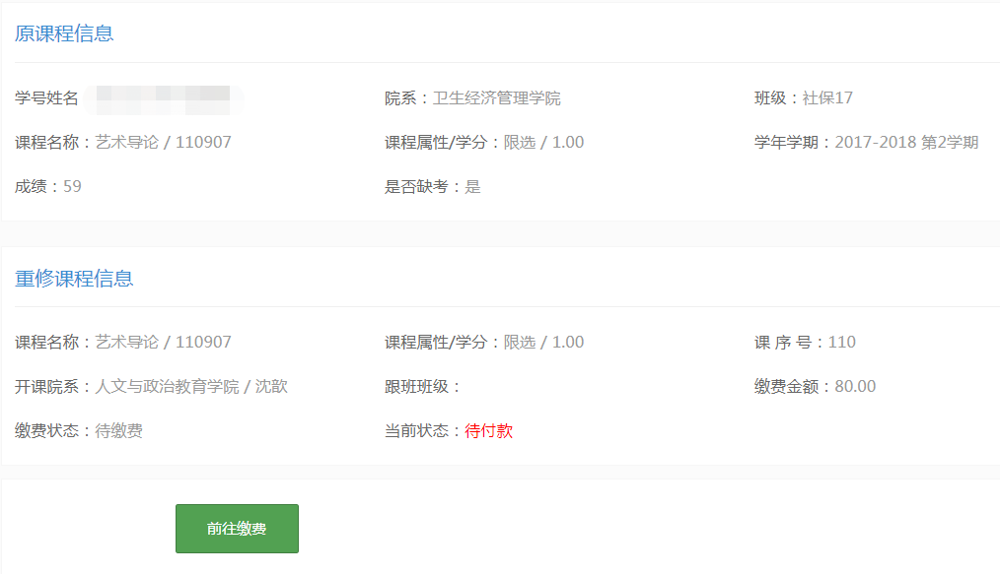 原课程信息
学号姓名 院系：卫生经济管理学院 班级：社保17
课程名称：艺术导论 / 110907 课程属性/学分：限选 / 1.00 学年学期：2017-2018 第2学期
成绩：59 是否缺考：是
重修课程信息
课程名称：艺术导论 / 110907 课程属性/学分：限选 / 1.00 课 序 号：110
开课院系：人文与政治教育学院 / 沈歆 跟班班级： 缴费金额：80.00
缴费状态：待缴费 当前状态：待付款
前往缴费